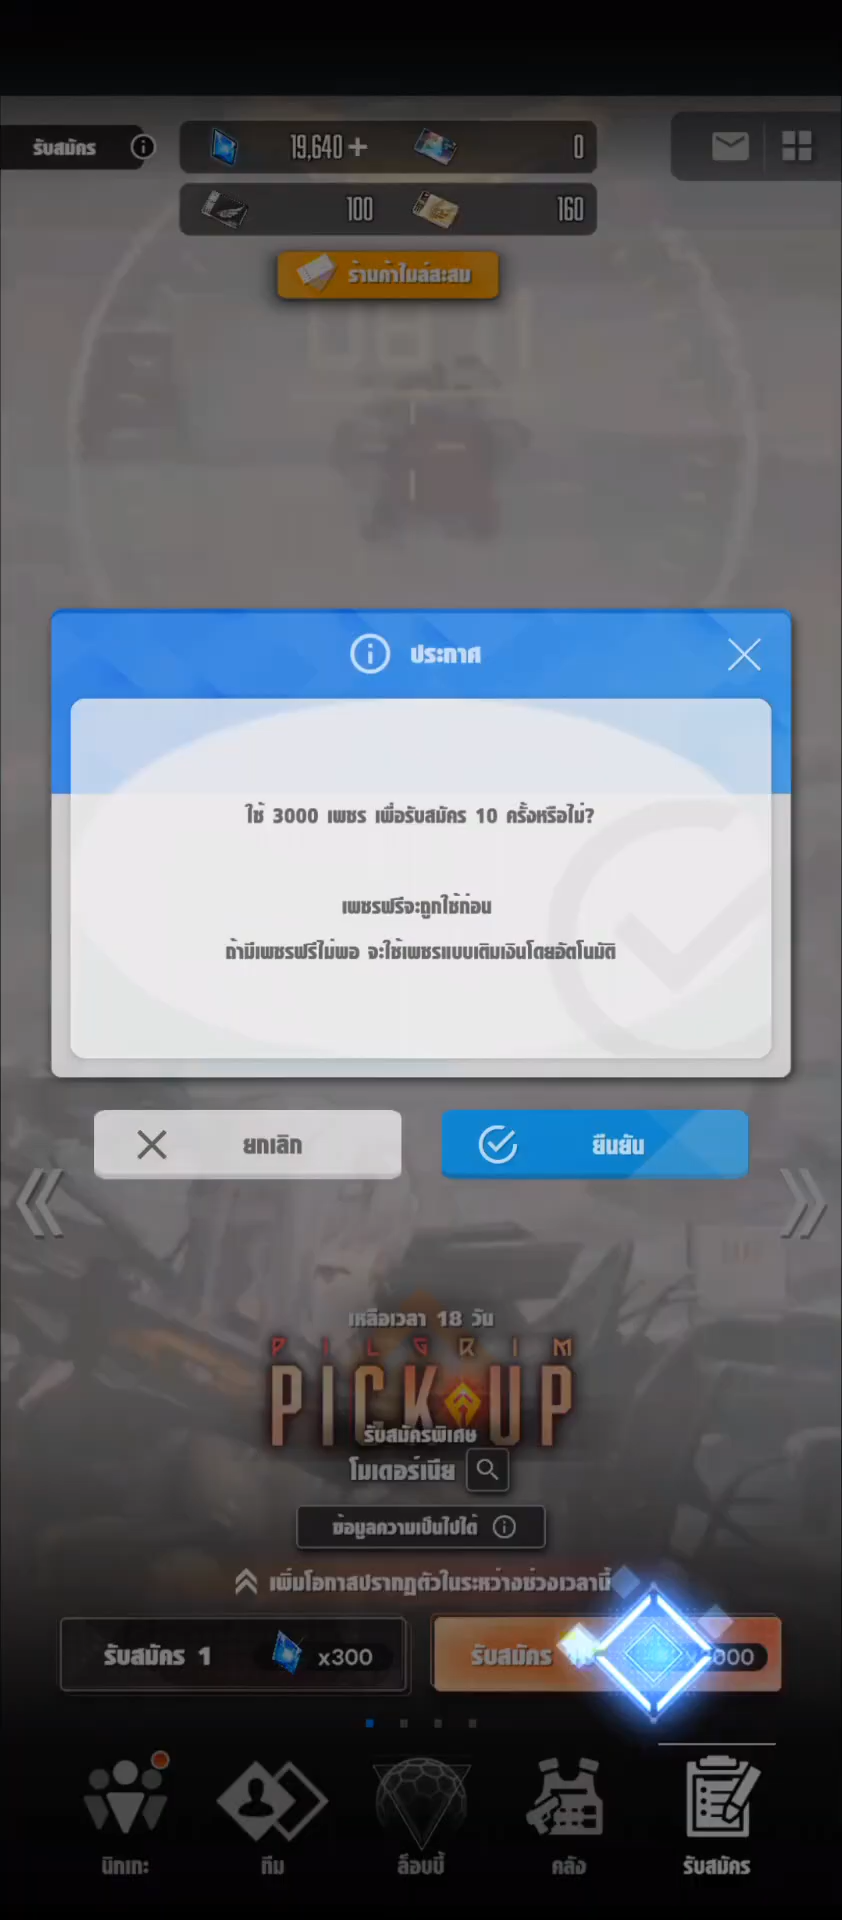 รับสมัคร
19,640
0
100
160
ร้านค้าไมล์สะสม
ประกาศ
ใช้ 3000 เพชร เพื่อรับสมัคร 10 ครั้งหรือไม่?
เพชรฟรีจะถูกใช้ก่อน
ถ้ามีเพชรฟรีไม่พอ จะใช้เพชรแบบเติมเงินโดยอัตโนมัติ
ยกเลิก
ยืนยัน
เหลือเวลา 18 วัน
PILGRIM
PICK UP
รับสมัครพิเศษ
โมเดอร์เนีย
ข้อมูลความเป็นไปได้
เพิ่มโอกาสปรากฏตัวในระหว่างช่วงเวลานี้
รับสมัคร 1 x300
รับสมัคร
นิกเกะ
ทีม
ล็อบบี้
คลัง
รับสมัคร